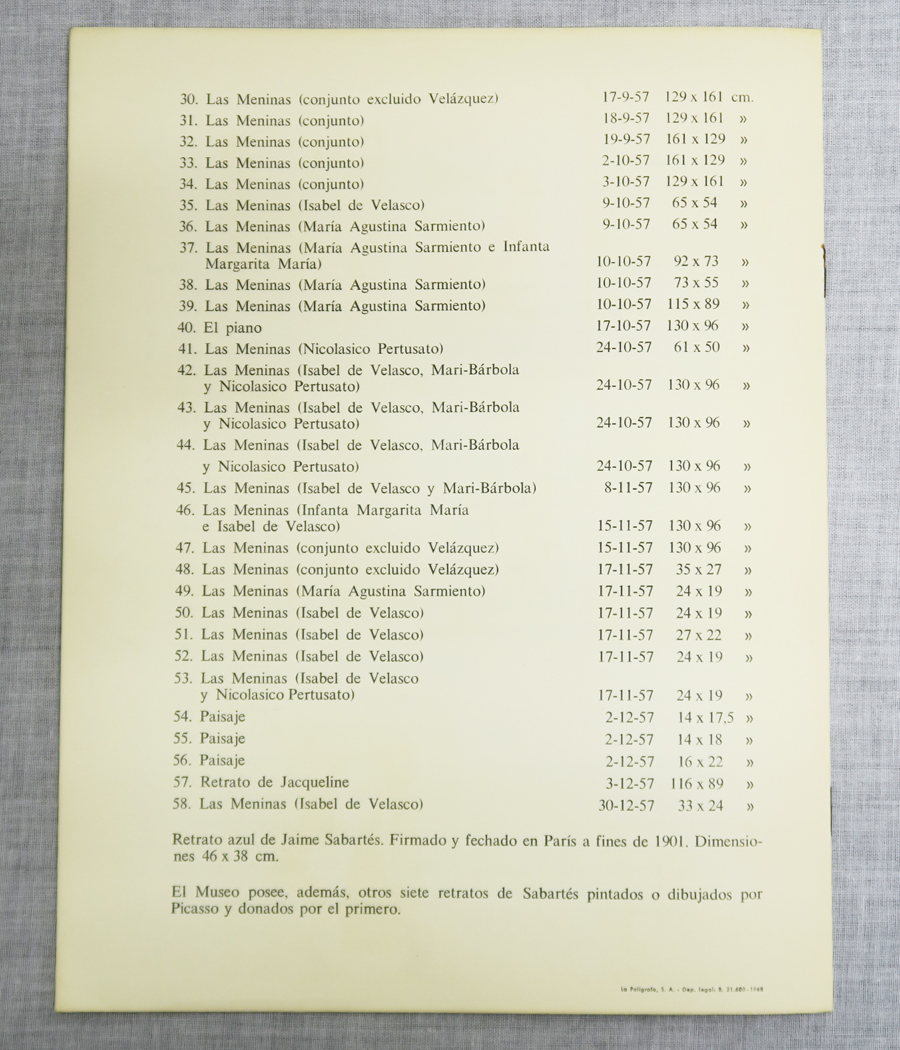 30. Las Meninas (conjunto excluido Velázquez) 17-9-57 129 x 161 cm.
31. Las Meninas (conjunto) 18-9-57 129 x 161 »
32. Las Meninas (conjunto) 19-9-57 161 x 129 »
33. Las Meninas (conjunto) 2-10-57 161 x 129 »
34. Las Meninas (conjunto) 3-10-57 129 x 161 »
35. Las Meninas (Isabel de Velasco) 9-10-57 65 x 54 »
36. Las Meninas (María Agustina Sarmiento) 9-10-57 65 x 54 »
37. Las Meninas (María Agustina Sarmiento e Infanta
Margarita María) 10-10-57 92 x 73 »
38. Las Meninas (María Agustina Sarmiento) 10-10-57 73 x 55 »
39. Las Meninas (María Agustina Sarmiento) 10-10-57 115 x 89 »
40. El piano 17-10-57 130 x 96 »
41. Las Meninas (Nicolasico Pertusato) 24-10-57 61 x 50 »
42. Las Meninas (Isabel de Velasco, Mari-Bárbola
y Nicolasico Pertusato) 24-10-57 130 x 96 »
43. Las Meninas (Isabel de Velasco, Mari-Bárbola
y Nicolasico Pertusato) 24-10-57 130 x 96 »
44. Las Meninas (Isabel de Velasco, Mari-Bárbola
y Nicolasico Pertusato) 24-10-57 130 x 96 »
45. Las Meninas (Isabel de Velasco y Mari-Bárbola) 8-11-57 130 x 96 »
46. Las Meninas (Infanta Margarita María
e Isabel de Velasco) 15-11-57 130 x 96 »
47. Las Meninas (conjunto excluido Velázquez) 15-11-57 130 x 96 »
48. Las Meninas (conjunto excluido Velázquez) 17-11-57 35 x 27 »
49. Las Meninas (María Agustina Sarmiento) 17-11-57 24 x 19 »
50. Las Meninas (Isabel de Velasco) 17-11-57 24 x 19 »
51. Las Meninas (Isabel de Velasco) 17-11-57 27 x 22 »
52. Las Meninas (Isabel de Velasco) 17-11-57 24 x 19 »
53. Las Meninas (Isabel de Velasco
y Nicolasico Pertusato) 17-11-57 24 x 19 »
54. Paisaje 2-12-57 14 x 17,5 »
55. Paisaje 2-12-57 14 x 18 »
56. Paisaje 2-12-57 16 x 22 »
57. Retrato de Jacqueline 3-12-57 116 x 89 »
58. Las Meninas (Isabel de Velasco) 30-12-57 33 x 24 »
Retrato azul de Jaime Sabartés. Firmado y fechado en París a fines de 1901. Dimensio-
nes 46 x 38 cm.
El Museo posee, además, otros siete retratos de Sabartés pintados o dibujados por
Picasso y donados por el primero.
La Polígrafa, S. A. - Dep. legal: B. 21.680 - 1968